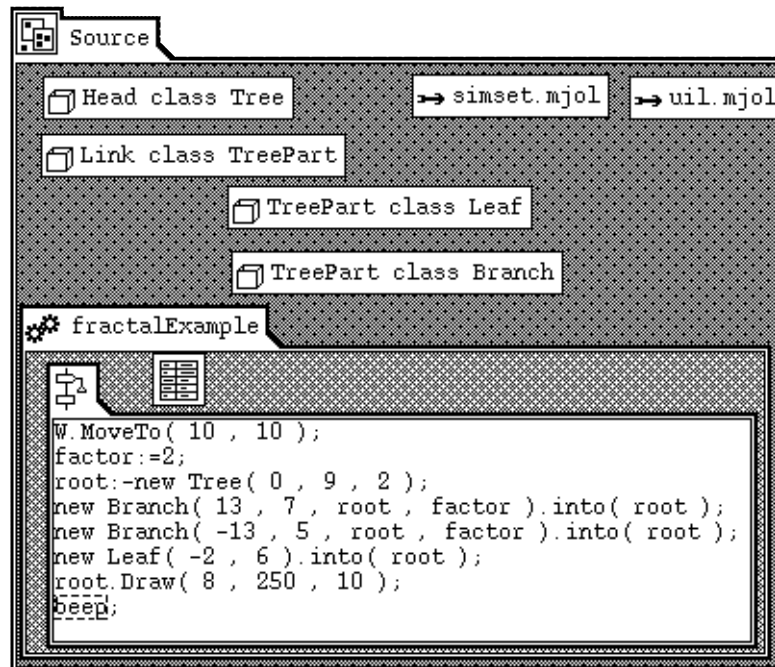 Source
Head class Tree
simset.mjol
uil.mjol
Link class TreePart
TreePart class Leaf
TreePart class Branch
fractalExample
W.MoveTo( 10 , 10 );
factor:=2;
root:-new Tree( 0 , 9 , 2 );
new Branch( 13 , 7 , root , factor ).into( root );
new Branch( -13 , 5 , root , factor ).into( root );
new Leaf( -2 , 6 ).into( root );
root.Draw( 8 , 250 , 10 );
beep;